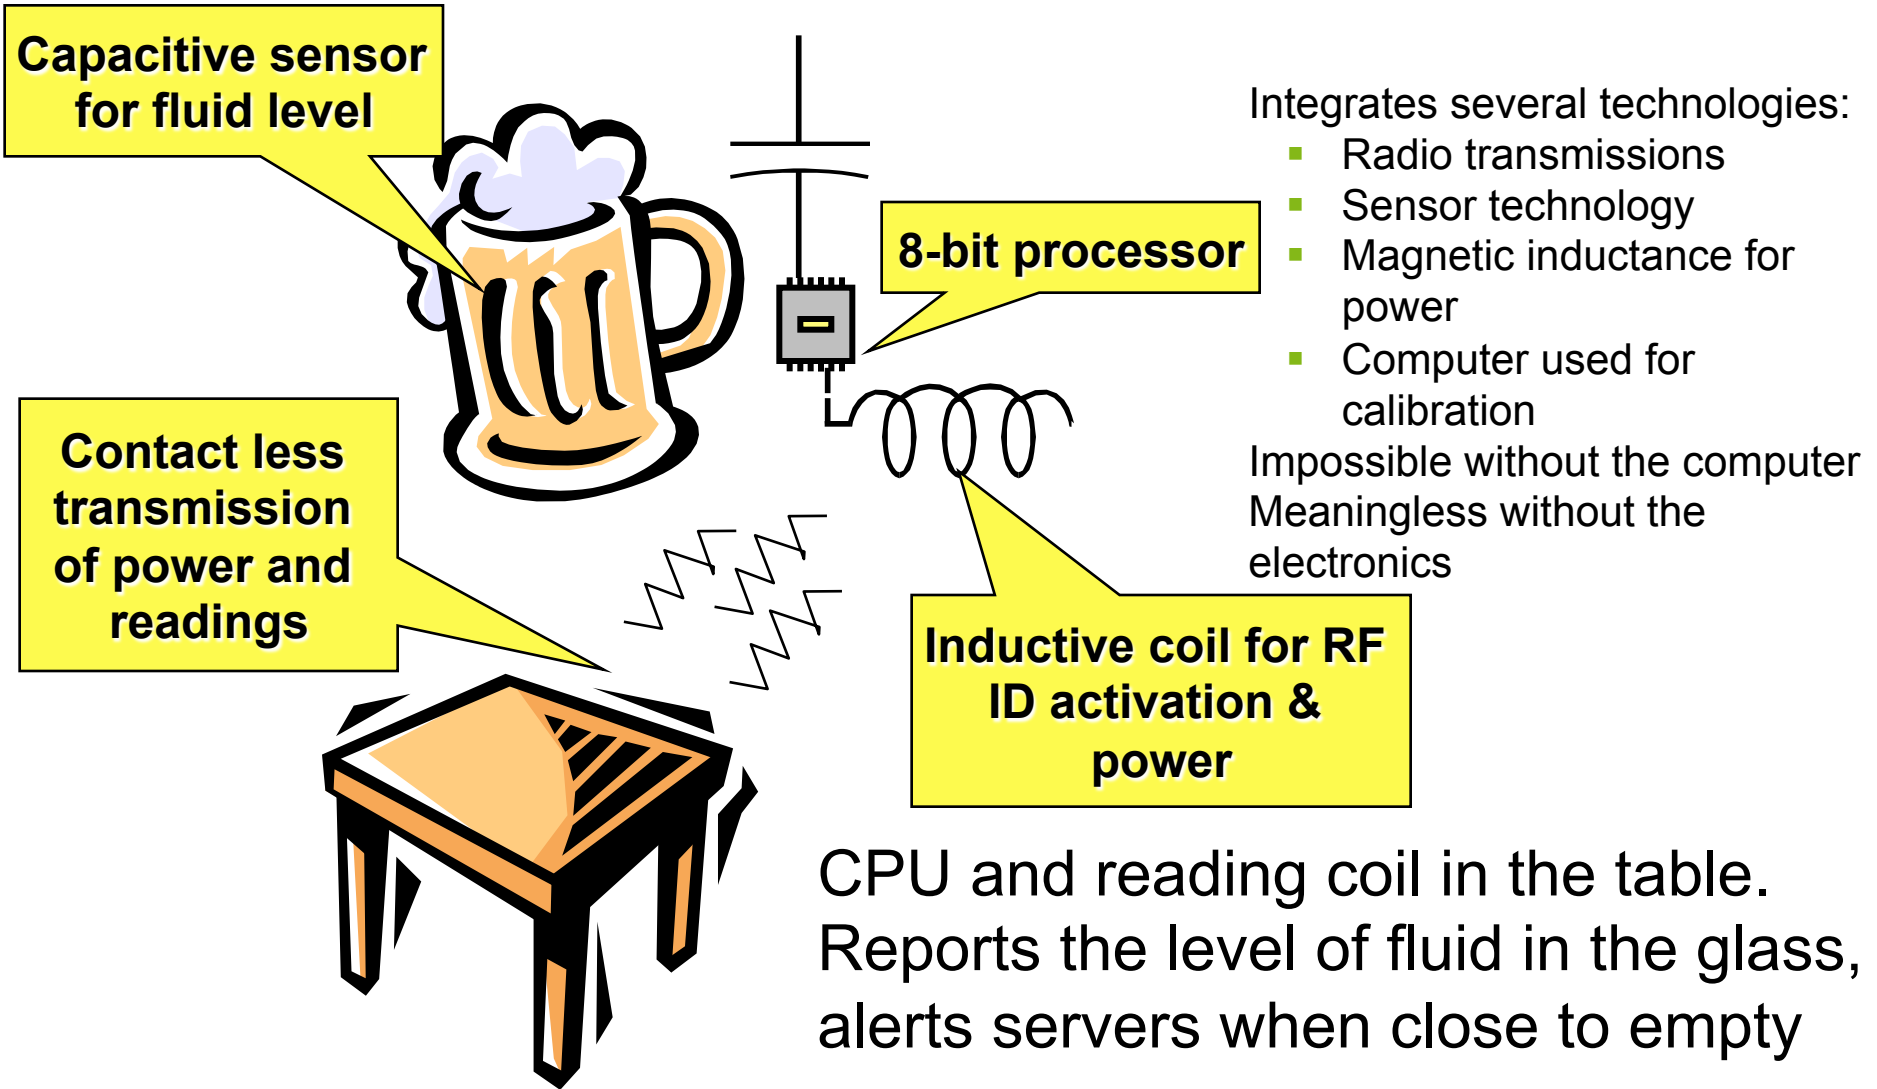 Capacitive sensor
for fluid level
8-bit processor
Integrates several technologies:
▪ Radio transmissions
▪ Sensor technology
▪ Magnetic inductance for
power
▪ Computer used for
calibration
Impossible without the computer
Meaningless without the
electronics
Contact less
transmission
of power and
readings
Inductive coil for RF
ID activation &
power
CPU and reading coil in the table.
Reports the level of fluid in the glass,
alerts servers when close to empty